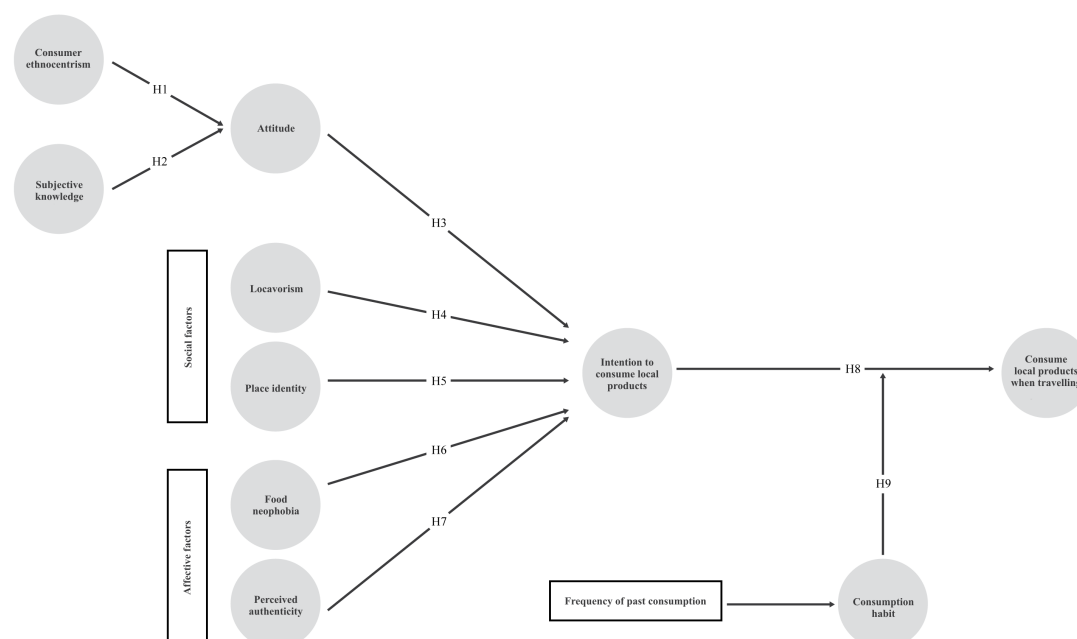 Consumer
ethnocentrism
H1
Attitude
H2
Subjective
knowledge
H3
Social factors
Locavorism
H4
Place identity
H5
Intention to
consume local
products
H8
Consume
local products
when travelling
Affective factors
Food
neophobia
H6
H7
Perceived
authenticity
H9
Frequency of past consumption
Consumption
habit